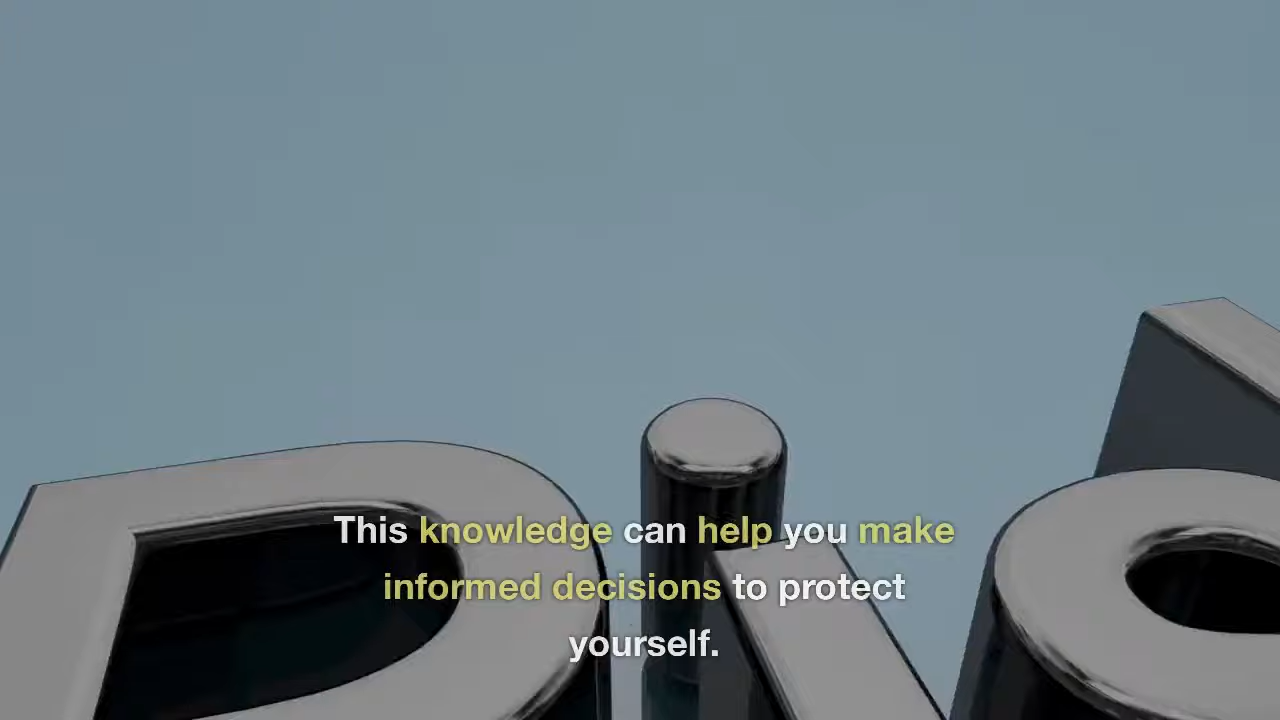 This knowledge can help you make
informed decisions to protect
yourself.